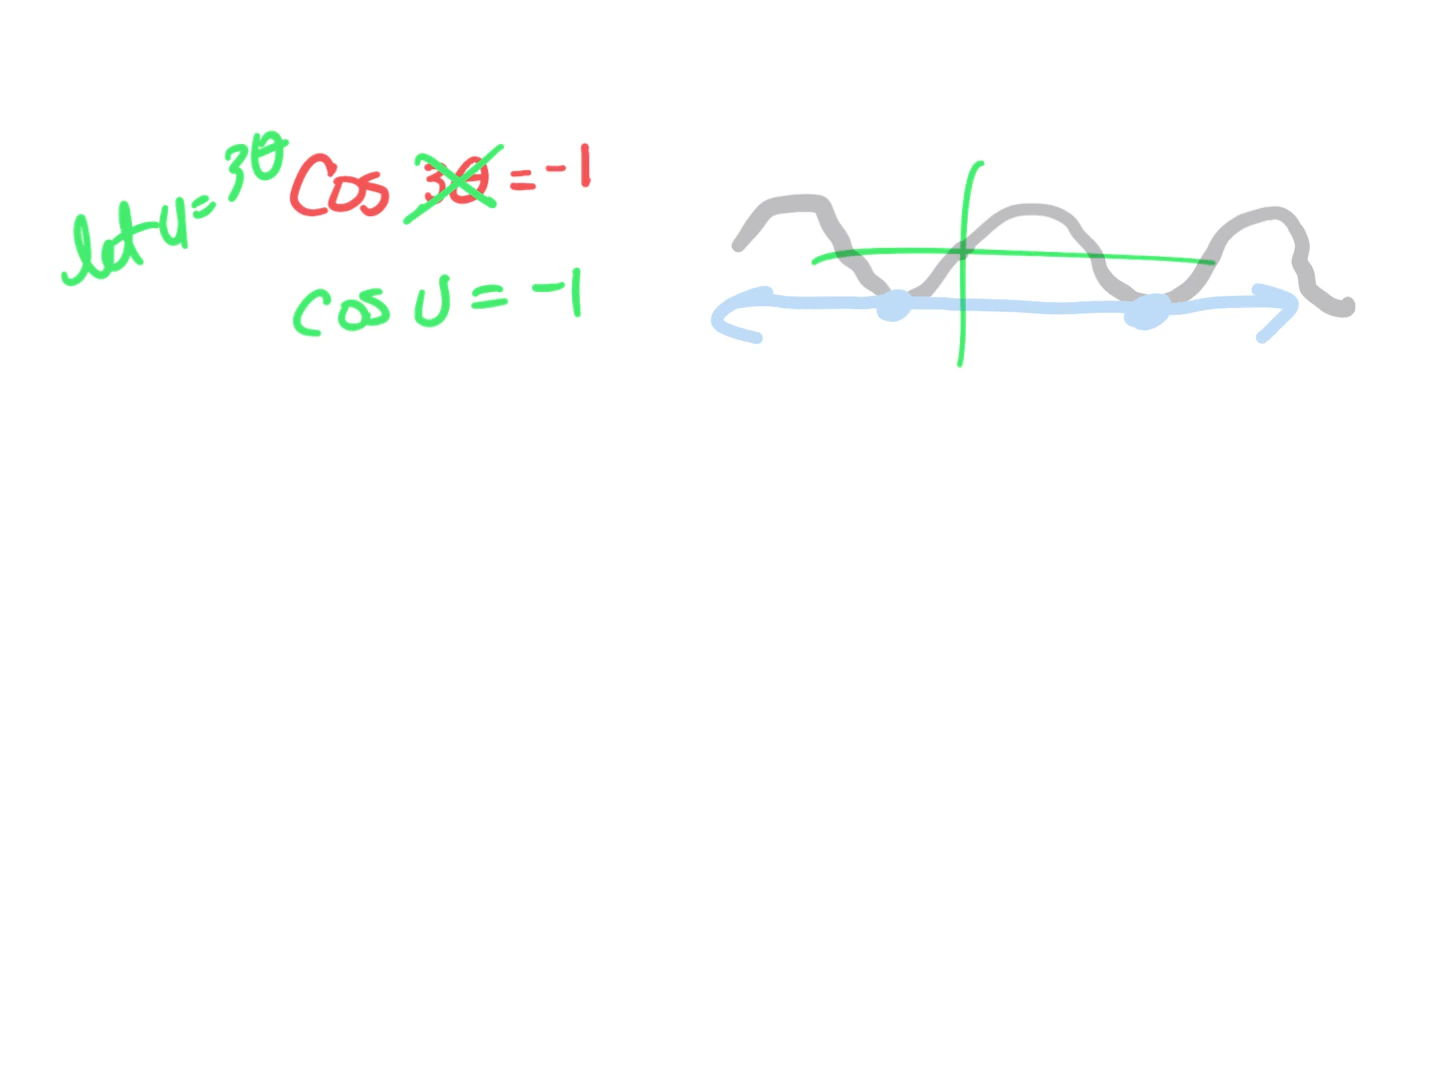 let u = 3θ cos 3θ = -1
cos u = -1